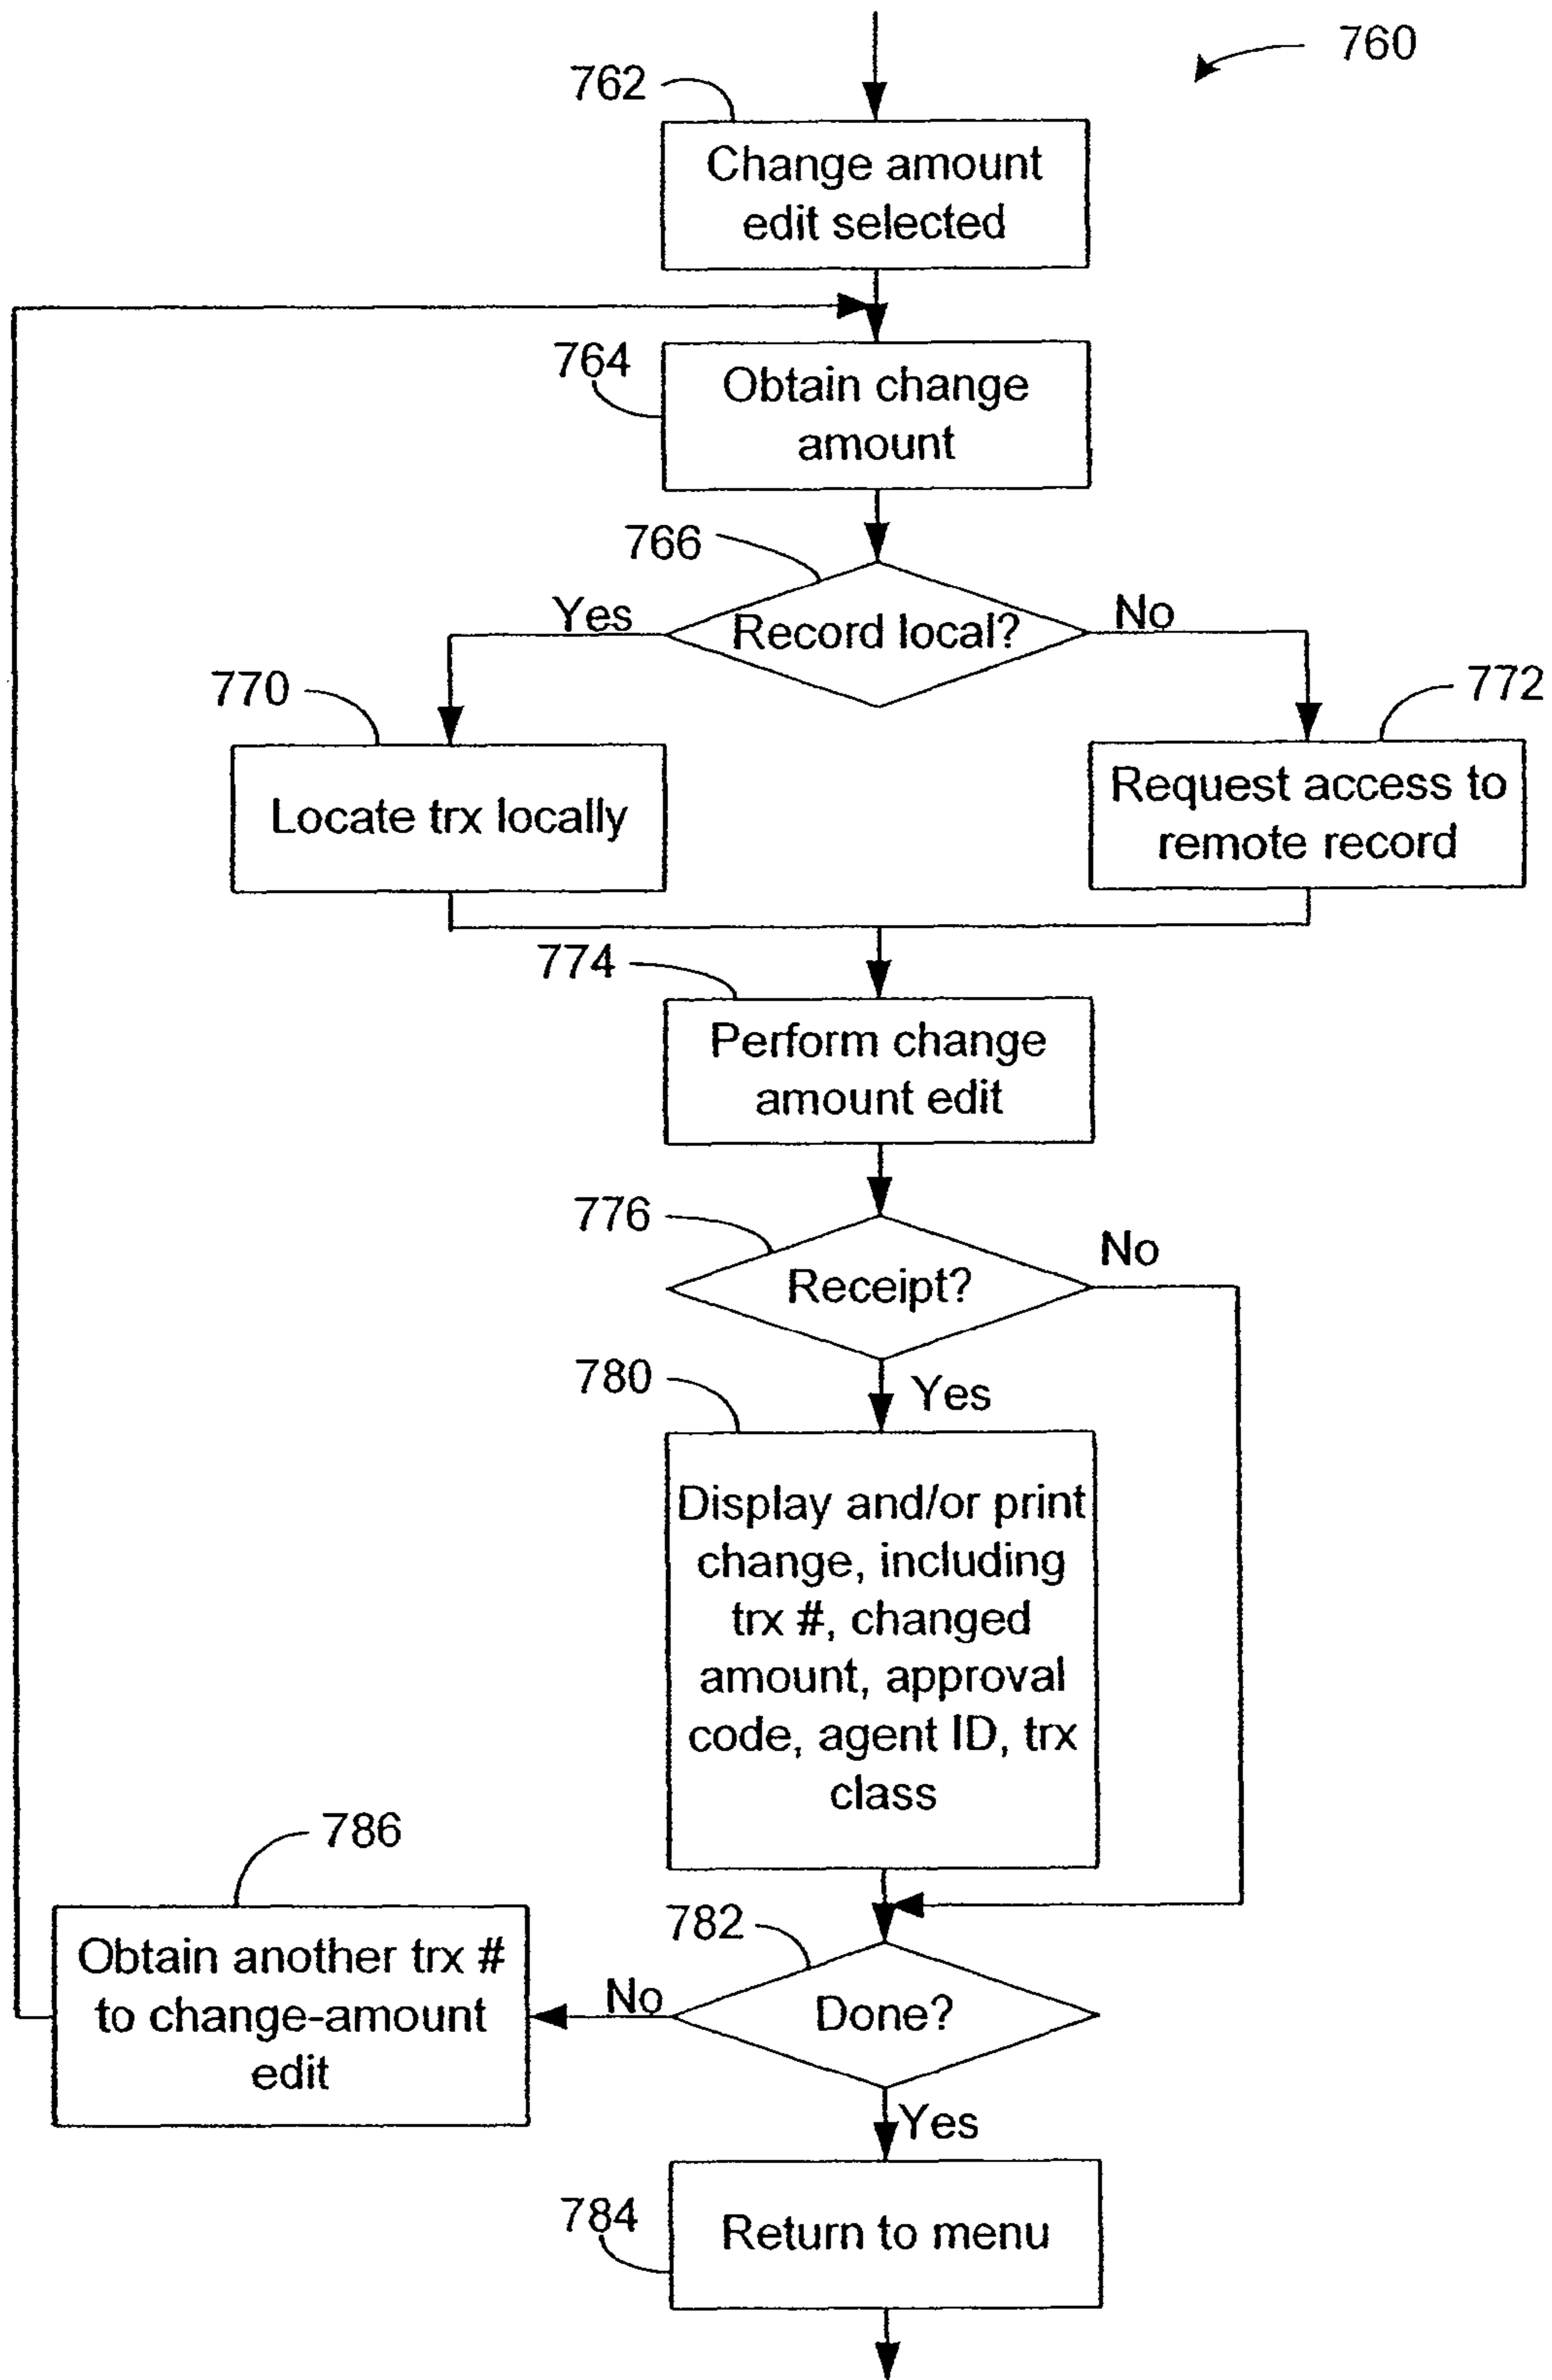 760
762
Change amount
edit selected
764
Obtain change
amount
766
Yes
Record local?
No
770
772
Locate trx locally
Request access to
remote record
774
Perform change
amount edit
776
Receipt?
No
780
Yes
Display and/or print
change, including
trx #, changed
amount, approval
code, agent ID, trx
class
786
782
Obtain another trx #
to change-amount
edit
No
Done?
Yes
784
Return to menu